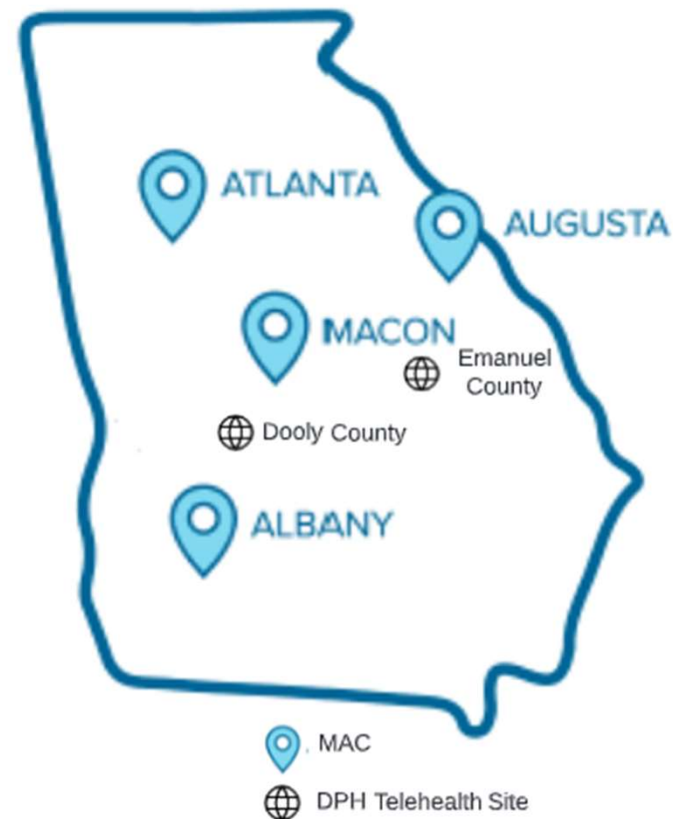 ATLANTA
AUGUSTA
MACON
Emanuel
County
Dooly County
ALBANY
MAC
DPH Telehealth Site